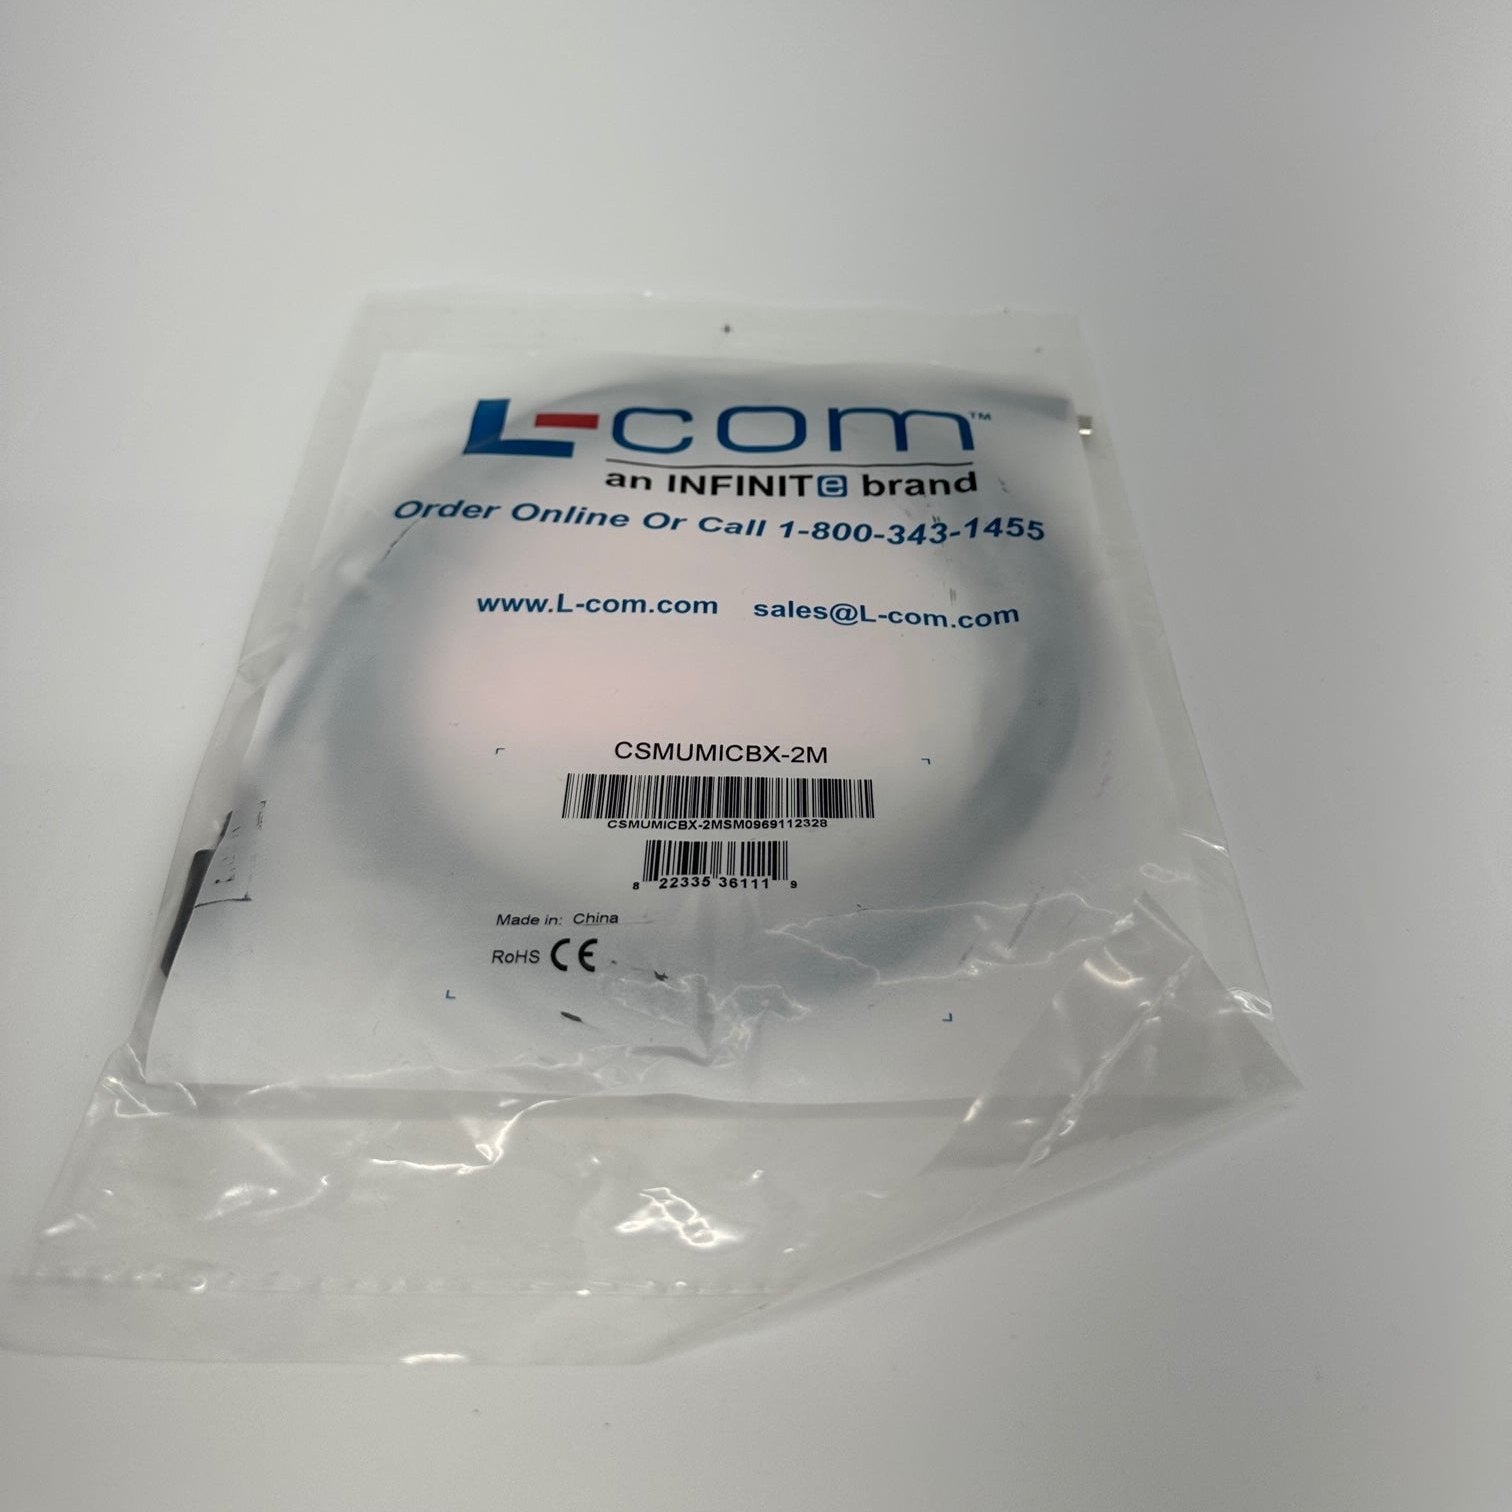 L-com™
an INFINITe brand
Order Online Or Call 1-800-343-1455
www.L-com.com sales@L-com.com
CSMUMICBX-2M
CSMUMICBX-2MSM0969112328
8 22335 36111 9
Made in: China
RoHS CE